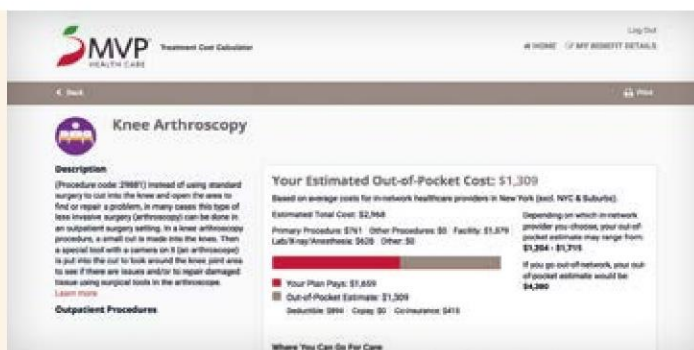 MVP
HEALTH CARE
Treatment Cost Calculator
Log Out
HOME MY BENEFIT DETAILS
Back
Print
Knee Arthroscopy
Description
(Procedure code: 29881) Instead of using standard
surgery to cut into the knee and open the area to
find or repair a problem, in many cases this type of
less invasive surgery (arthroscopy) can be done in
an outpatient surgery setting. In a knee arthroscopy
procedure, a small cut is made into the knee. Then
a special tool with a camera on it (an arthroscope)
is put into the cut to look around the knee joint area
to see if there are issues and/or to repair damaged
tissue using surgical tools in the arthroscope.
Learn more
Outpatient Procedures
Your Estimated Out-of-Pocket Cost: $1,309
Based on average costs for in-network healthcare providers in New York (excl. NYC & Suburbs).
Estimated Total Cost: $2,968
Primary Procedure: $761 Other Procedures: $0 Facility: $1,579
Lab/X-ray/Anesthesia: $628 Other: $0
Your Plan Pays: $1,659
Out-of-Pocket Estimate: $1,309
Deductible: $894 Copay: $0 Co-insurance: $415
Depending on which in-network
provider you choose, your out-of-
pocket estimate may range from:
$1,204 - $1,715
If you go out-of-network, your out-
of-pocket estimate would be:
Where You Can Go For Care